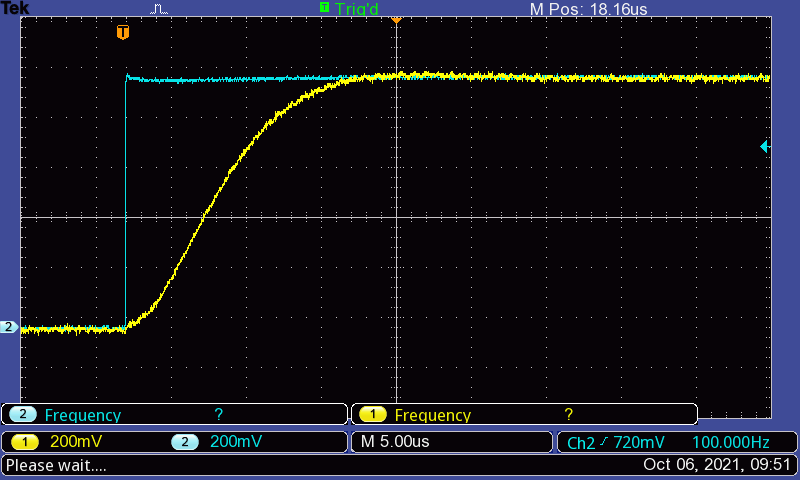 Tek T Trig'd M Pos: 18.16us
T
2
2 Frequency ? 1 Frequency ?
1 200mV 2 200mV M 5.00us Ch2 720mV 100.000Hz
Please wait.... Oct 06, 2021, 09:51